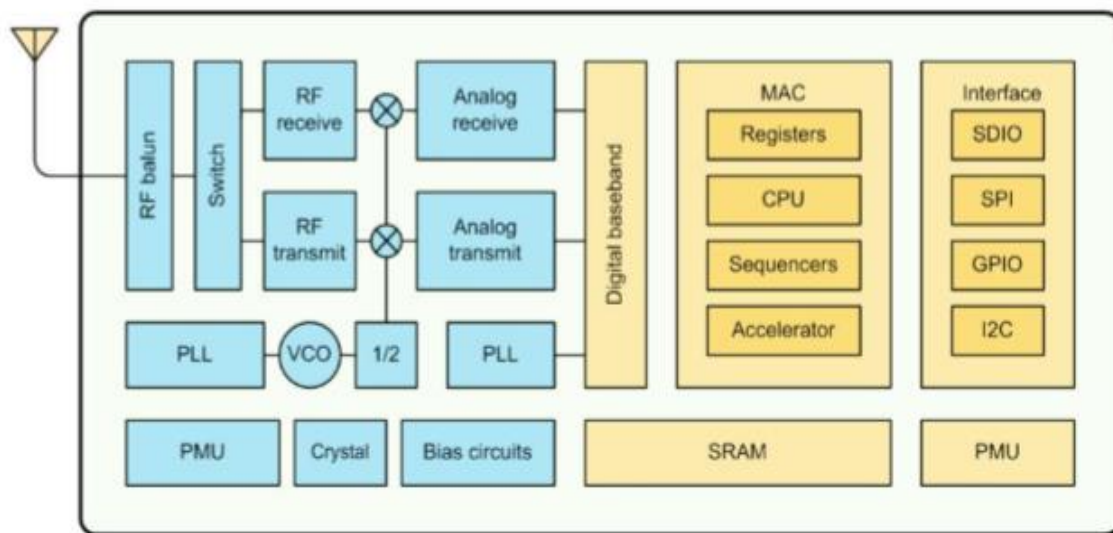 RF balun
Switch
RF
receive
Analog
receive
RF
transmit
Analog
transmit
PLL
VCO
1/2
PLL
Digital baseband
MAC
Registers
CPU
Sequencers
Accelerator
Interface
SDIO
SPI
GPIO
I2C
PMU
Crystal
Bias circuits
SRAM
PMU